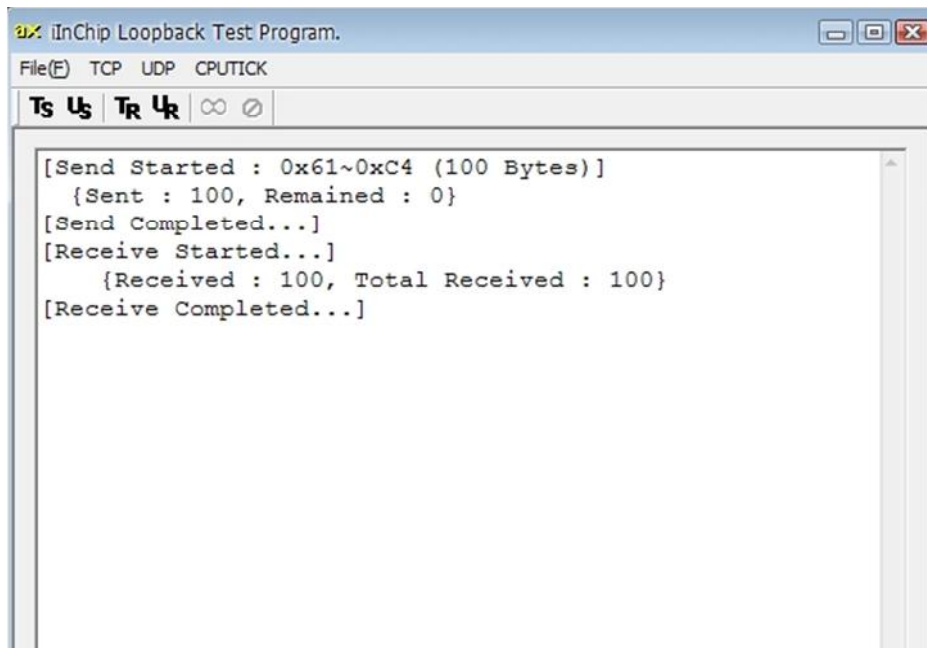 ax iInChip Loopback Test Program.
File(F) TCP UDP CPUTICK
Ts Us TR UR
[Send Started : 0x61~0xC4 (100 Bytes)]
{Sent : 100, Remained : 0}
[Send Completed...]
[Receive Started...]
{Received : 100, Total Received : 100}
[Receive Completed...]